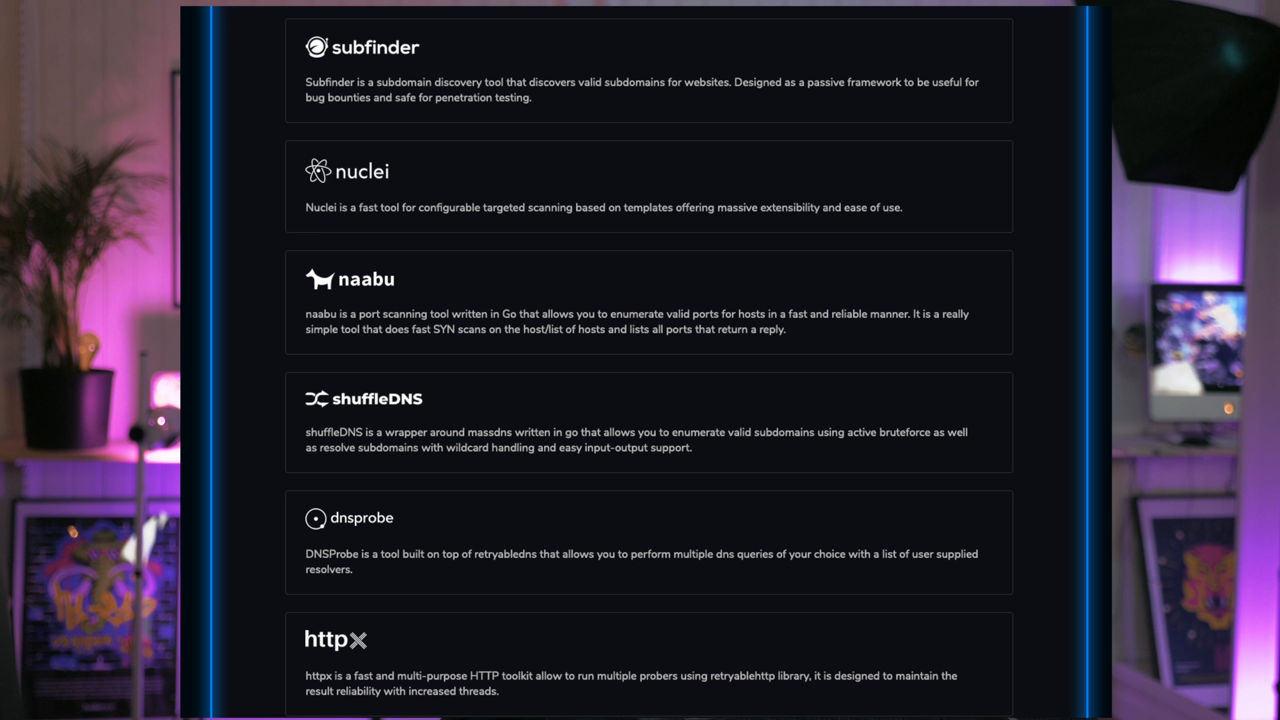 subfinder
Subfinder is a subdomain discovery tool that discovers valid subdomains for websites. Designed as a passive framework to be useful for
bug bounties and safe for penetration testing.
nuclei
Nuclei is a fast tool for configurable targeted scanning based on templates offering massive extensibility and ease of use.
naabu
naabu is a port scanning tool written in Go that allows you to enumerate valid ports for hosts in a fast and reliable manner. It is a really
simple tool that does fast SYN scans on the host/list of hosts and lists all ports that return a reply.
shuffleDNS
shuffleDNS is a wrapper around massdns written in go that allows you to enumerate valid subdomains using active bruteforce as well
as resolve subdomains with wildcard handling and easy input-output support.
dnsprobe
DNSProbe is a tool built on top of retryabledns that allows you to perform multiple dns queries of your choice with a list of user supplied
resolvers.
httpx
httpx is a fast and multi-purpose HTTP toolkit allow to run multiple probers using retryablehttp library, it is designed to maintain the
result reliability with increased threads.